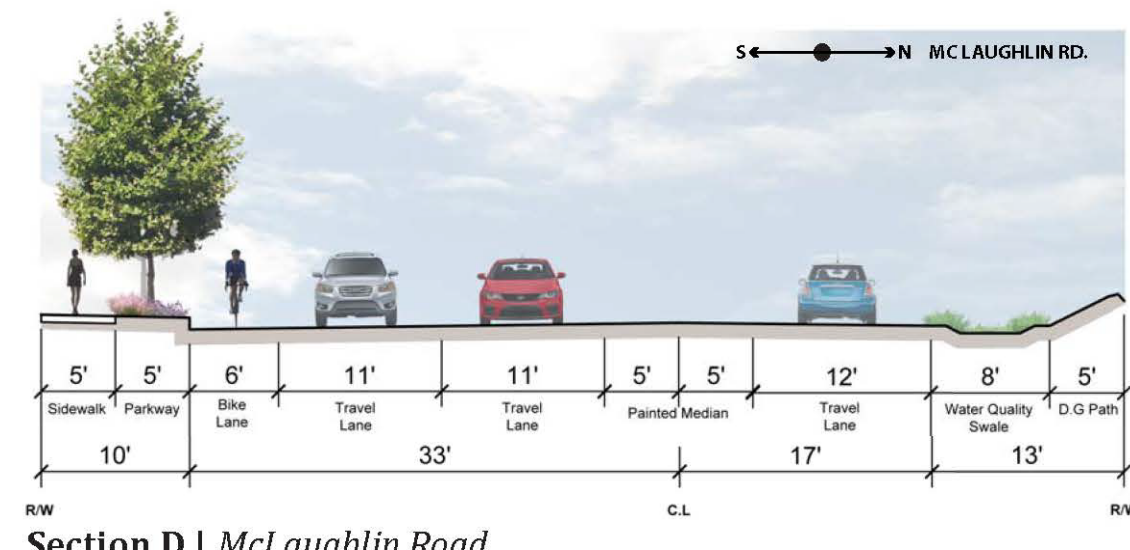 S N MC LAUGHLIN RD.
5' 5' 6' 11' 11' 5' 5' 12' 8' 5'
Sidewalk Parkway Bike Lane Travel Lane Travel Lane Painted Median Travel Lane Water Quality Swale D.G Path
10' 33' 17' 13'
R/W C.L R/W
Section D | McLaughlin Road